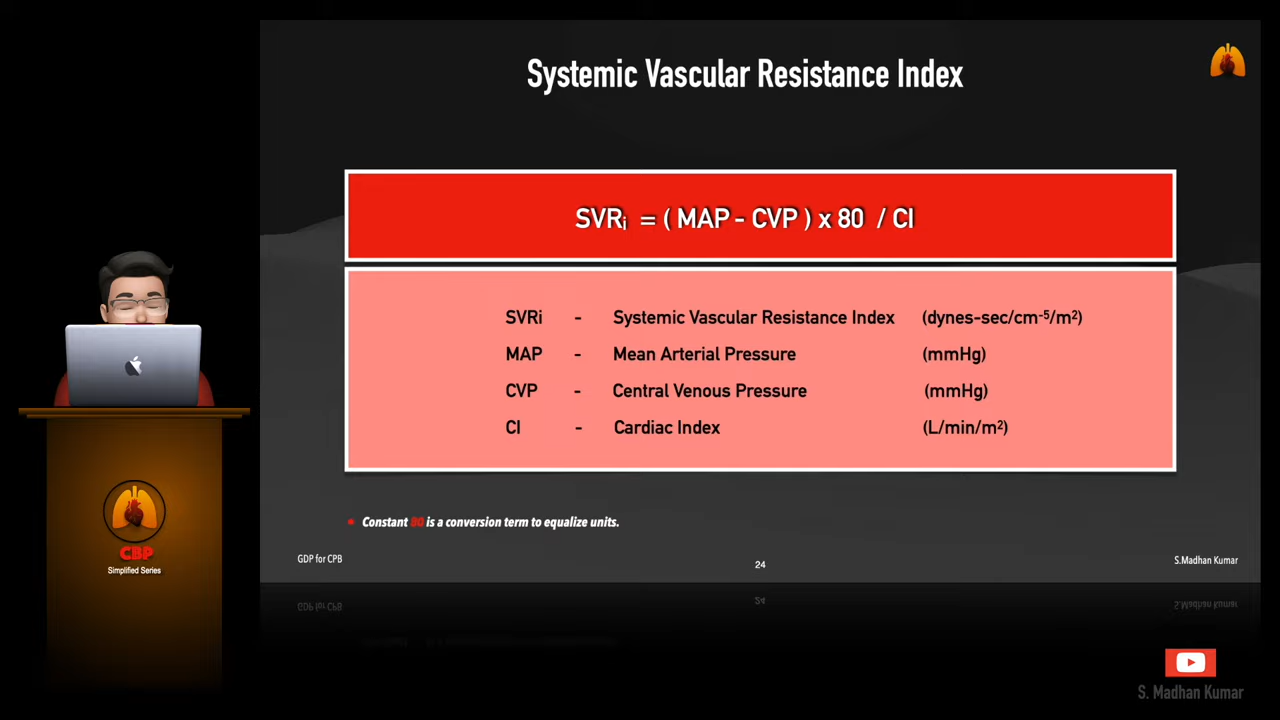 Systemic Vascular Resistance Index
SVRi = ( MAP - CVP ) x 80 / CI
SVRi - Systemic Vascular Resistance Index (dynes-sec/cm-5/m2)
MAP - Mean Arterial Pressure (mmHg)
CVP - Central Venous Pressure (mmHg)
CI - Cardiac Index (L/min/m2)
Constant 80 is a conversion term to equalize units.
GDP for CPB
24
S.Madhan Kumar
CBP
Simplified Series
S. Madhan Kumar